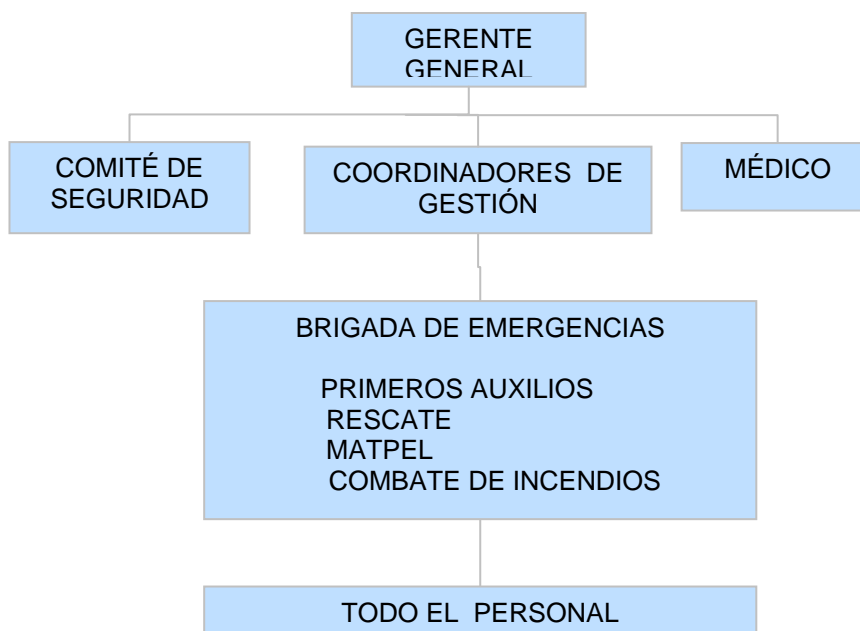 GERENTE
GENERAL
COMITÉ DE
SEGURIDAD
COORDINADORES DE
GESTIÓN
MÉDICO
BRIGADA DE EMERGENCIAS
PRIMEROS AUXILIOS
RESCATE
MATPEL
COMBATE DE INCENDIOS
TODO EL PERSONAL